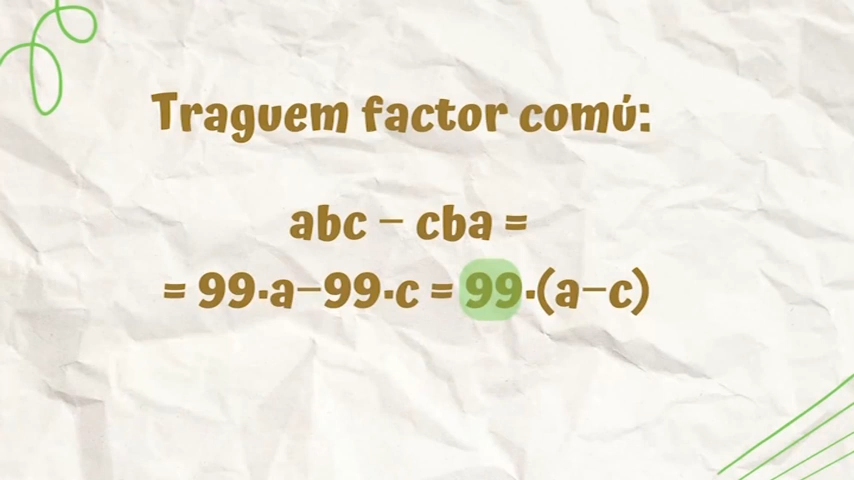 Traguem factor comú:
abc − cba =
= 99·a−99·c = 99·(a−c)